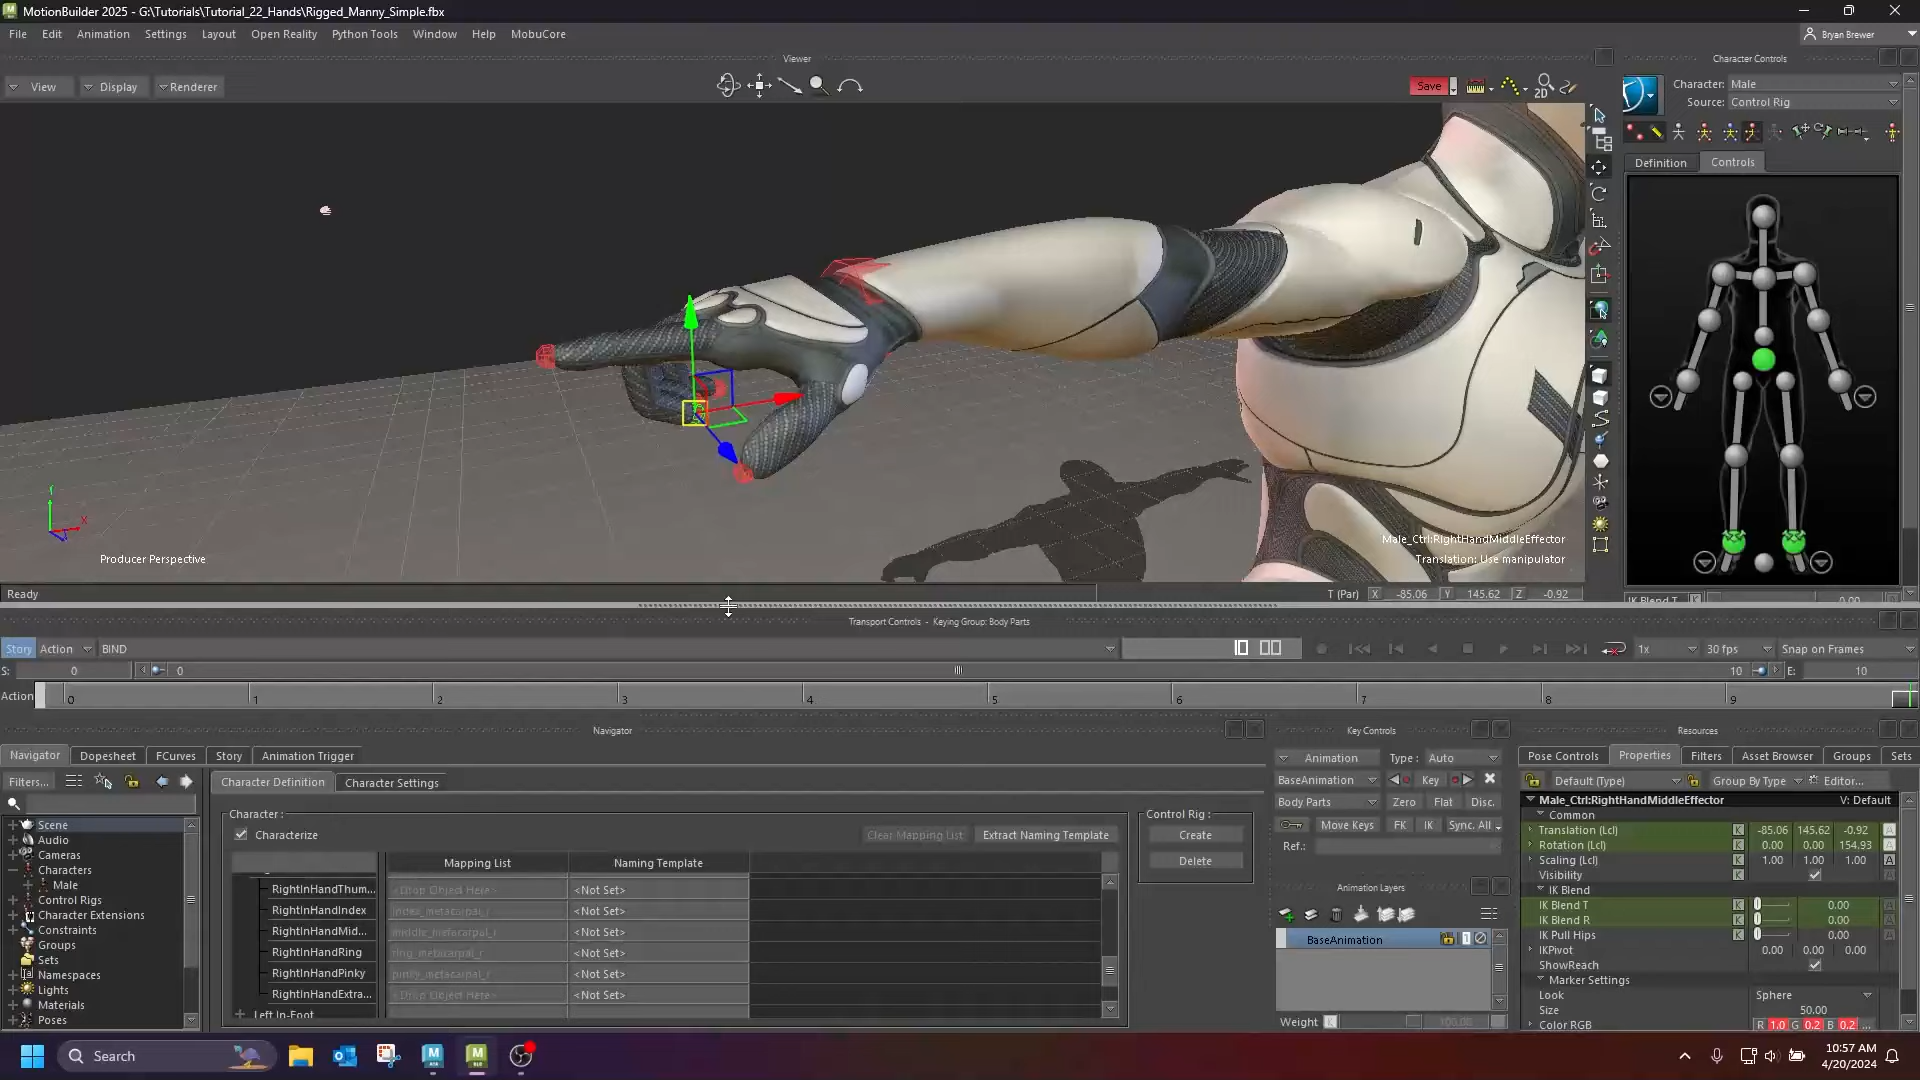 MotionBuilder 2025 - G:\Tutorials\Tutorial_22_Hands\Rigged_Manny_Simple.fbx
File Edit Animation Settings Layout Open Reality Python Tools Window Help MobuCore
Bryan Brewer
Viewer
Character Controls
View Display Renderer
Save
2D
Character: Male
Source: Control Rig
Definition Controls
Y
X
Producer Perspective
Male_Ctrl:RightHandMiddleEffector
Translation: Use manipulator
Ready
T (Par) X -85.06 Y 145.62 Z -0.92
IK Blend T K 0.00
Transport Controls - Keying Group: Body Parts
Story Action BIND
1x 30 fps Snap on Frames
S: 0 0 10 E: 10
Action 0 1 2 3 4 5 6 7 8 9
Navigator
Key Controls
Resources
Navigator Dopesheet FCurves Story Animation Trigger
Animation Type : Auto
Pose Controls Properties Filters Asset Browser Groups Sets
Filters...
Character Definition Character Settings
BaseAnimation Key
Default (Type) Group By Type Editor...
Body Parts Zero Flat Disc.
Male_Ctrl:RightHandMiddleEffector V: Default
Character :
Control Rig :
Common
Scene
Characterize Clear Mapping List Extract Naming Template
Create
Move Keys FK IK Sync. All
Translation (Lcl) K -85.06 145.62 -0.92 A
Audio
Ref.:
Rotation (Lcl) K 0.00 0.00 154.93 A
Cameras
Mapping List Naming Template
Delete
Scaling (Lcl) K 1.00 1.00 1.00 A
Characters
Visibility K
Male
RightInHandThum... <Drop Object Here> <Not Set>
Animation Layers
IK Blend
Control Rigs
RightInHandIndex index_metacarpal_r <Not Set>
IK Blend T K 0.00 A
Character Extensions
RightInHandMid... middle_metacarpal_r <Not Set>
IK Blend R K 0.00 A
Constraints
BaseAnimation 1
IK Pull Hips K 0.00 A
Groups
RightInHandRing ring_metacarpal_r <Not Set>
IKPivot 0.00 0.00 0.00
Sets
RightInHandPinky pinky_metacarpal_r <Not Set>
ShowReach
Namespaces
Marker Settings
Lights
RightInHandExtra... <Drop Object Here> <Not Set>
Look Sphere
Materials
Left In-Foot
Size 50.00
Poses
Weight K 100.00
Color RGB R 1.0 G 0.2 B 0.2 ...
Search
10:57 AM
4/20/2024